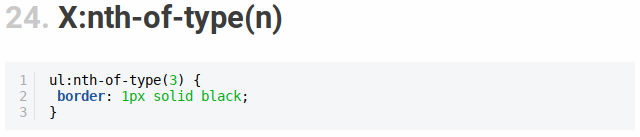 24. X:nth-of-type(n)
1 ul:nth-of-type(3) {
2  border: 1px solid black;
3 }